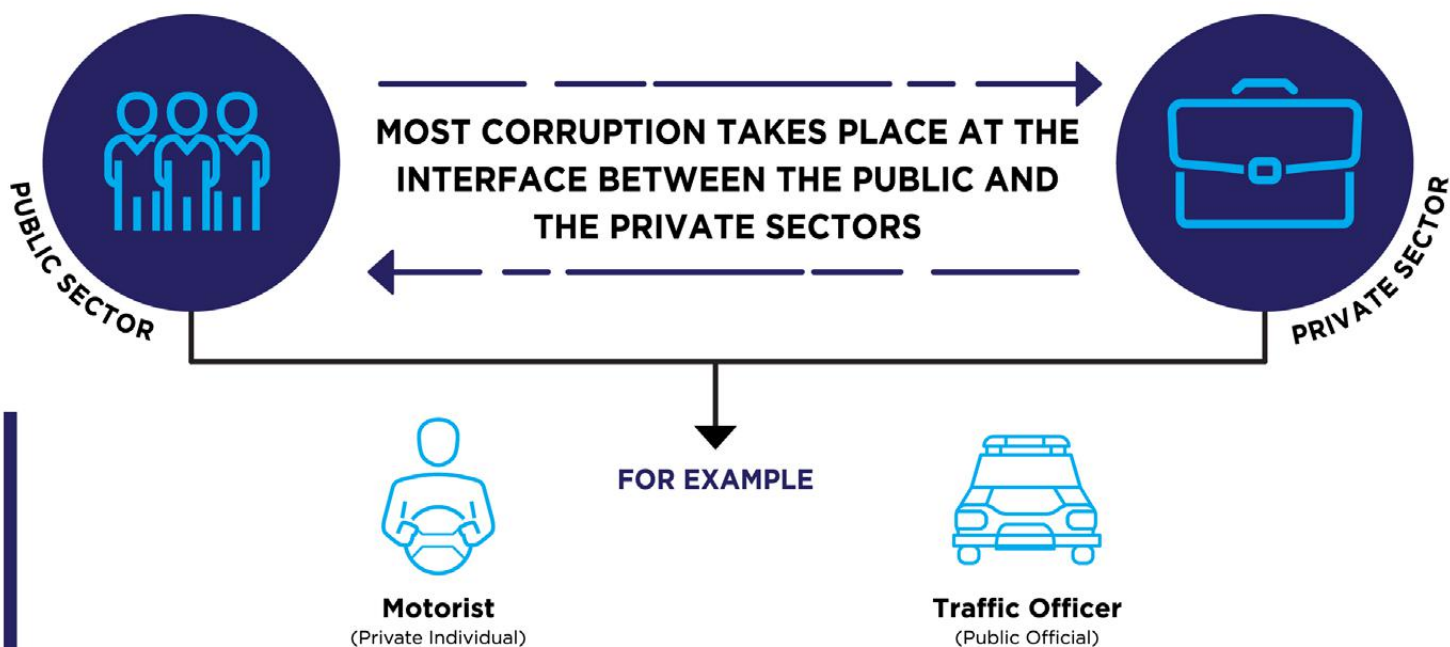 MOST CORRUPTION TAKES PLACE AT THE
INTERFACE BETWEEN THE PUBLIC AND
THE PRIVATE SECTORS
PUBLIC SECTOR
PRIVATE SECTOR
FOR EXAMPLE
Motorist
(Private Individual)
Traffic Officer
(Public Official)